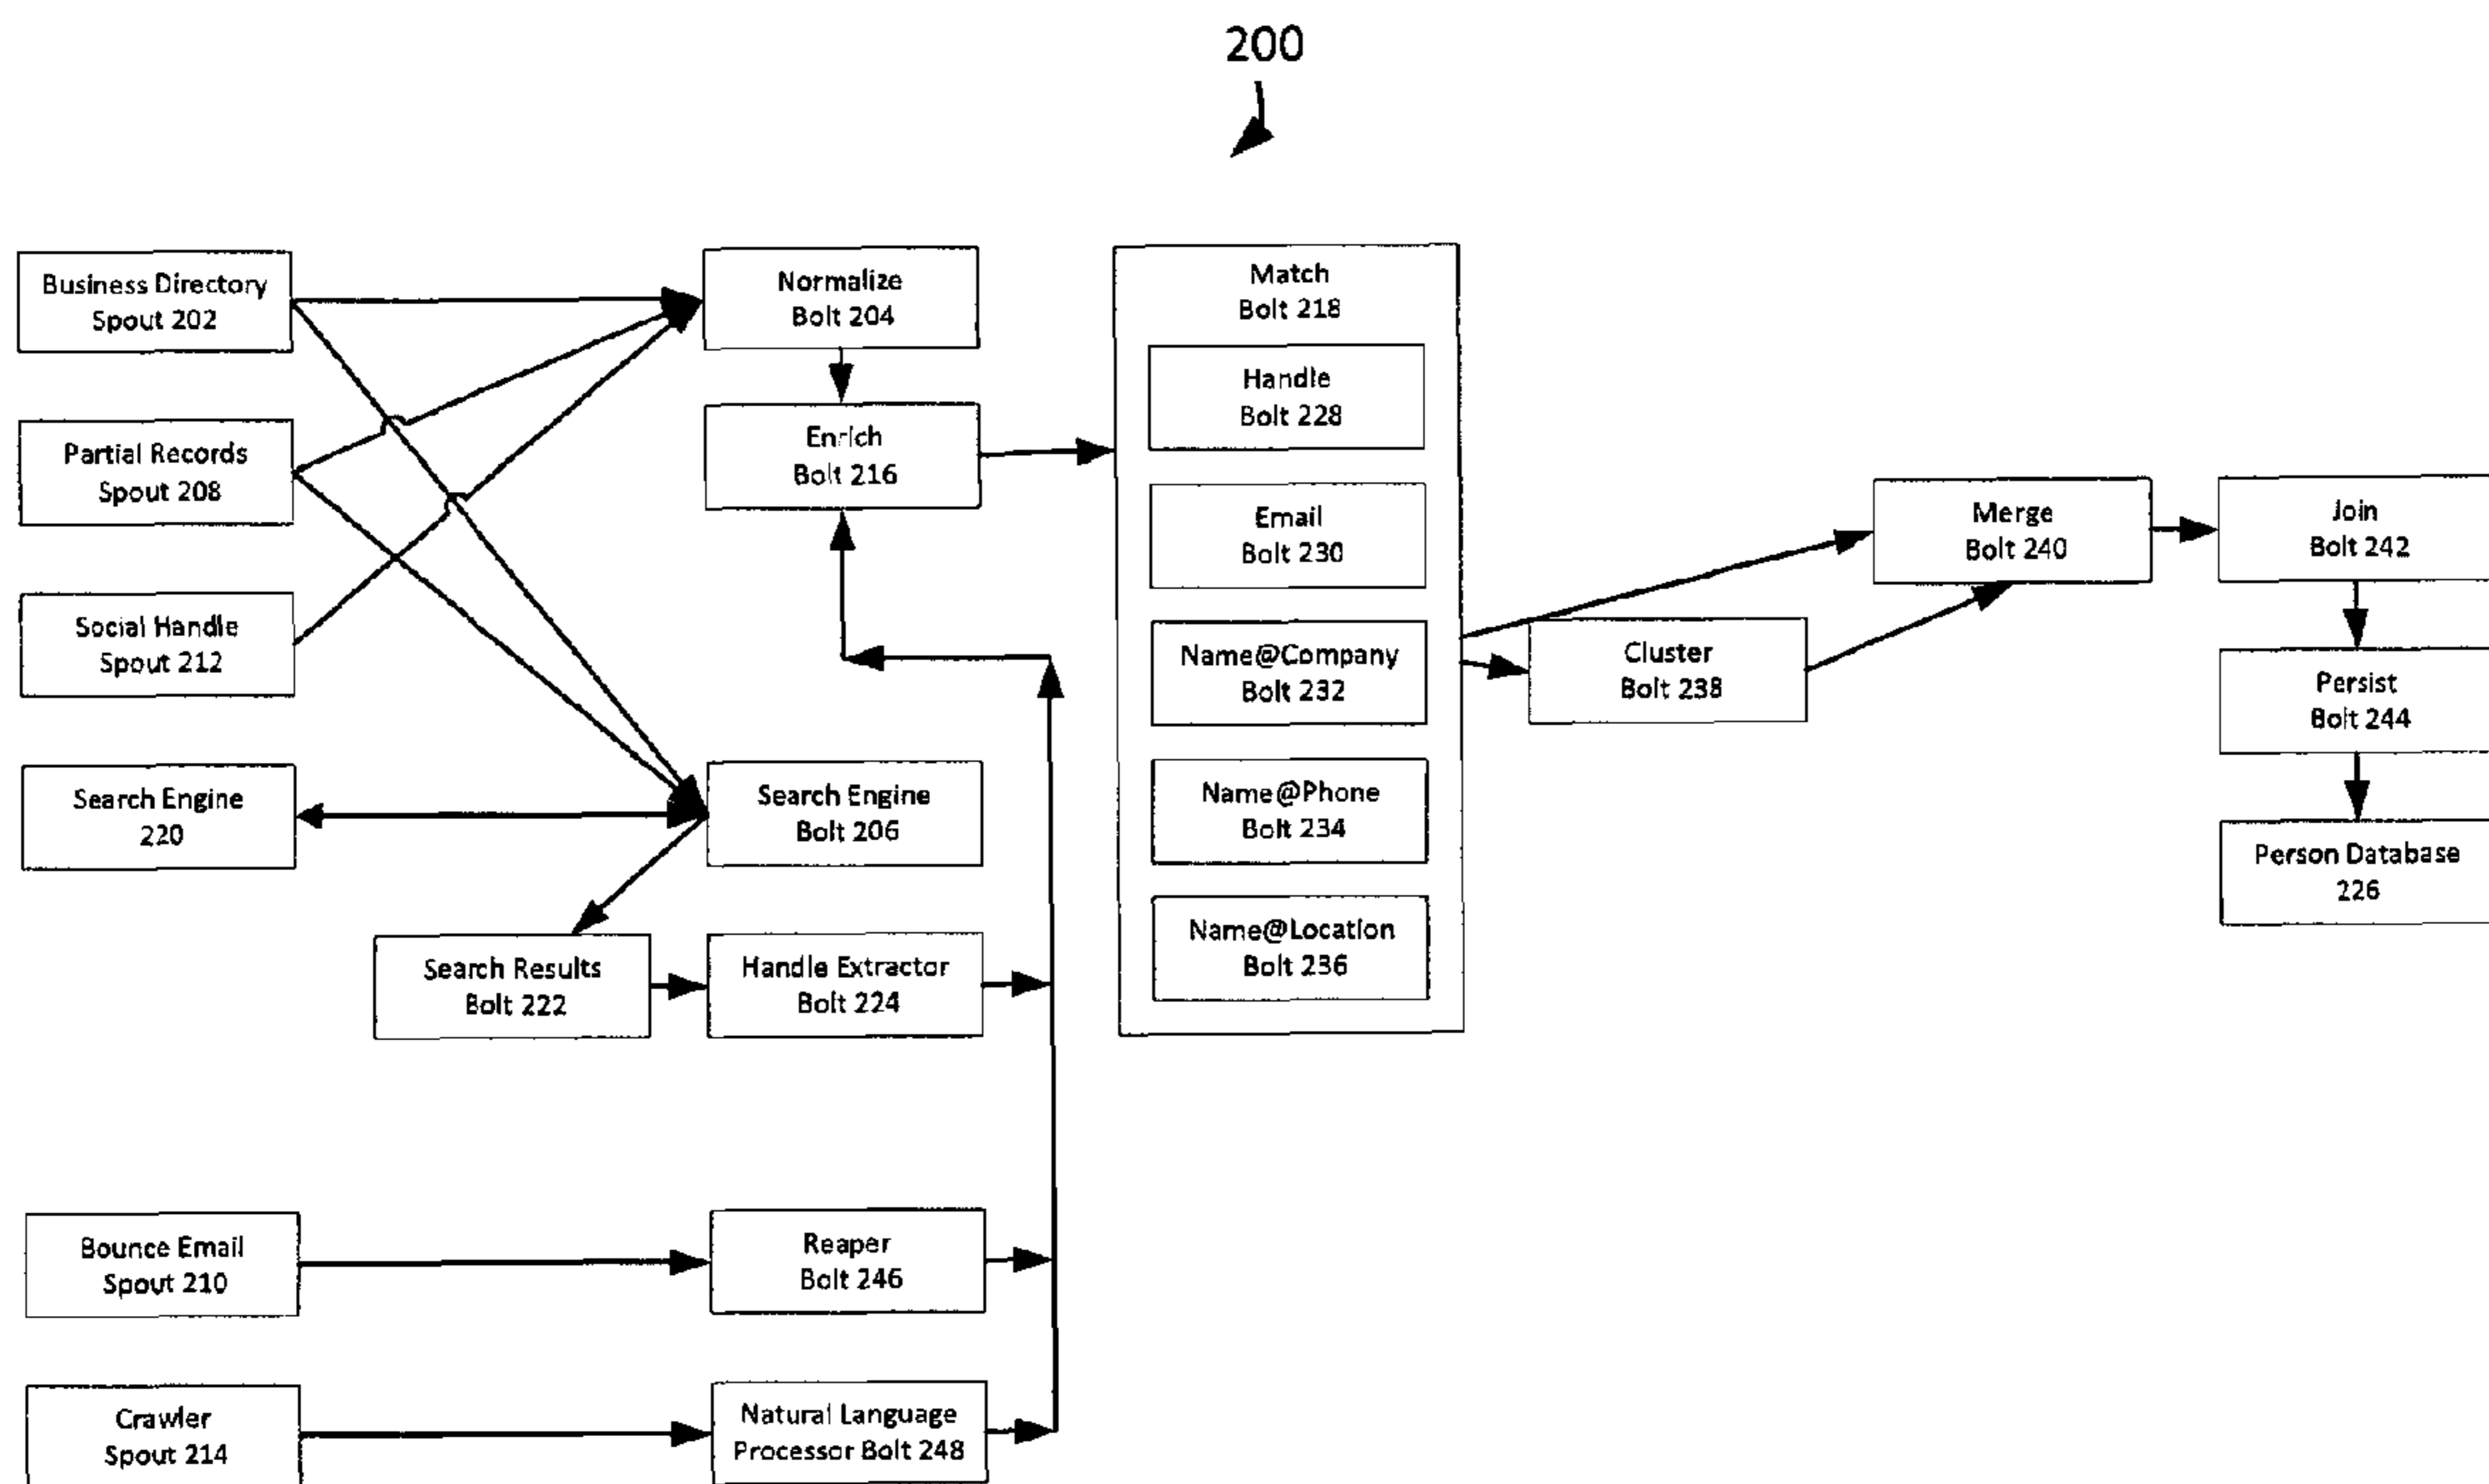 200
Business Directory
Spout 202
Partial Records
Spout 208
Social Handle
Spout 212
Search Engine
220
Normalize
Bolt 204
Enrich
Bolt 216
Search Engine
Bolt 206
Search Results
Bolt 222
Handle Extractor
Bolt 224
Bounce Email
Spout 210
Reaper
Bolt 246
Crawler
Spout 214
Natural Language
Processor Bolt 248
Match
Bolt 218
Handle
Bolt 228
Email
Bolt 230
Name@Company
Bolt 232
Name@Phone
Bolt 234
Name@Location
Bolt 236
Cluster
Bolt 238
Merge
Bolt 240
Join
Bolt 242
Persist
Bolt 244
Person Database
226